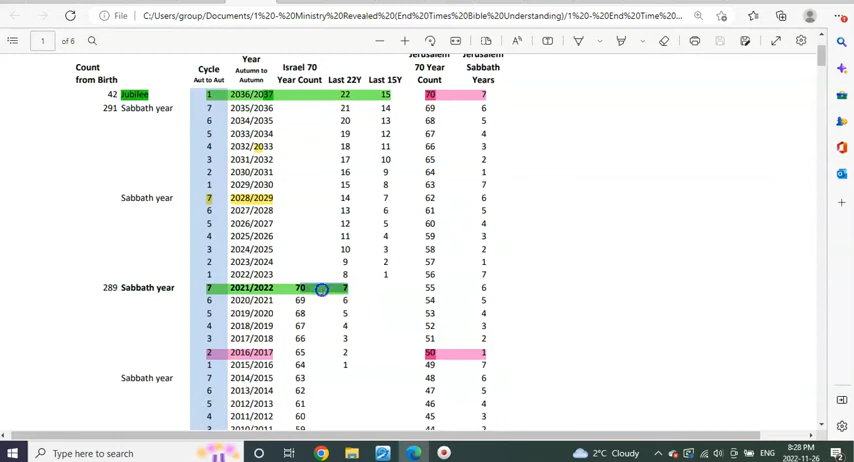 File
C:/Users/group/Documents/1%20-%20Ministry%20Revealed(End%20Times%20Bible%20Understanding)/1%20-%20End%20Time%20P...
1 of 6
Count from Birth
Cycle Aut to Aut
Year Autumn to Autumn
Israel 70 Year Count
Last 22Y
Last 15Y
Jerusalem 70 Year Count
Jerusalem Sabbath Years
42 Jubilee 1 2036/2037 22 15 70 7
291 Sabbath year 7 2035/2036 21 14 69 6
6 2034/2035 20 13 68 5
5 2033/2034 19 12 67 4
4 2032/2033 18 11 66 3
3 2031/2032 17 10 65 2
2 2030/2031 16 9 64 1
1 2029/2030 15 8 63 7
Sabbath year 7 2028/2029 14 7 62 6
6 2027/2028 13 6 61 5
5 2026/2027 12 5 60 4
4 2025/2026 11 4 59 3
3 2024/2025 10 3 58 2
2 2023/2024 9 2 57 1
1 2022/2023 8 1 56 7
289 Sabbath year 7 2021/2022 70 7 55 6
6 2020/2021 69 6 54 5
5 2019/2020 68 5 53 4
4 2018/2019 67 4 52 3
3 2017/2018 66 3 51 2
2 2016/2017 65 2 50 1
1 2015/2016 64 1 49 7
Sabbath year 7 2014/2015 63 48 6
6 2013/2014 62 47 5
5 2012/2013 61 46 4
4 2011/2012 60 45 3
3 2010/2011 59 44 2
Type here to search
2°C Cloudy
ENG
8:28 PM
2022-11-26